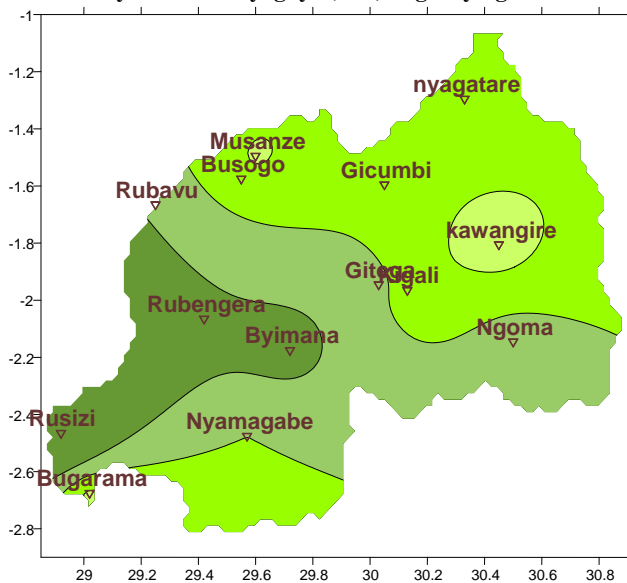 -1
-1.2
-1.4
-1.6
-1.8
-2
-2.2
-2.4
-2.6
-2.8
nyagatare
Musanze
Busogo
Gicumbi
Rubavu
kawangire
Gitega
Kigali
Rubengera
Byimana
Ngoma
Rusizi
Nyamagabe
Bugarama
29 29.2 29.4 29.6 29.8 30 30.2 30.4 30.6 30.8